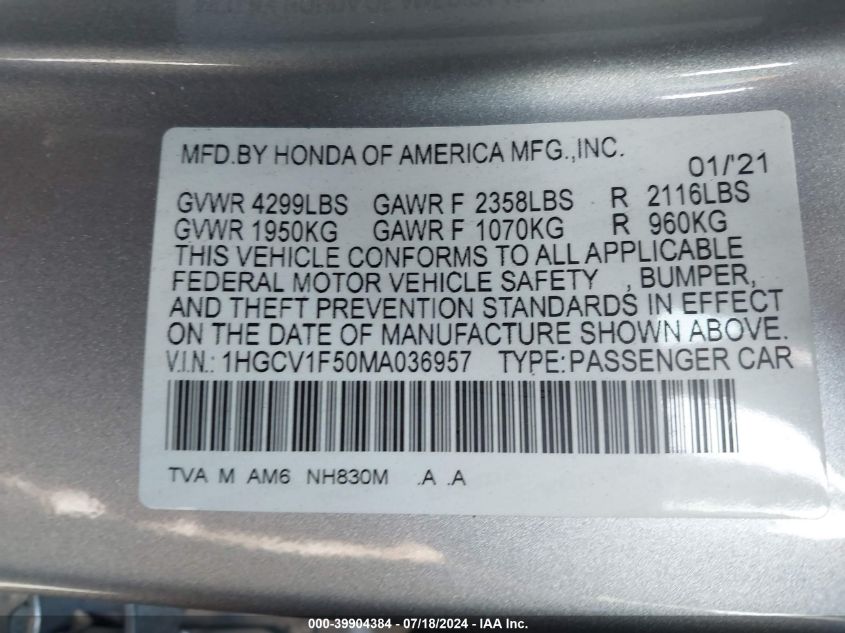 MFD.BY HONDA OF AMERICA MFG.,INC. 01/'21
GVWR 4299LBS GAWR F 2358LBS R 2116LBS
GVWR 1950KG GAWR F 1070KG R 960KG
THIS VEHICLE CONFORMS TO ALL APPLICABLE
FEDERAL MOTOR VEHICLE SAFETY , BUMPER,
AND THEFT PREVENTION STANDARDS IN EFFECT
ON THE DATE OF MANUFACTURE SHOWN ABOVE.
V.I.N.: 1HGCV1F50MA036957 TYPE:PASSENGER CAR
TVA M AM6 NH830M .A .A
000-39904384 - 07/18/2024 - IAA Inc.